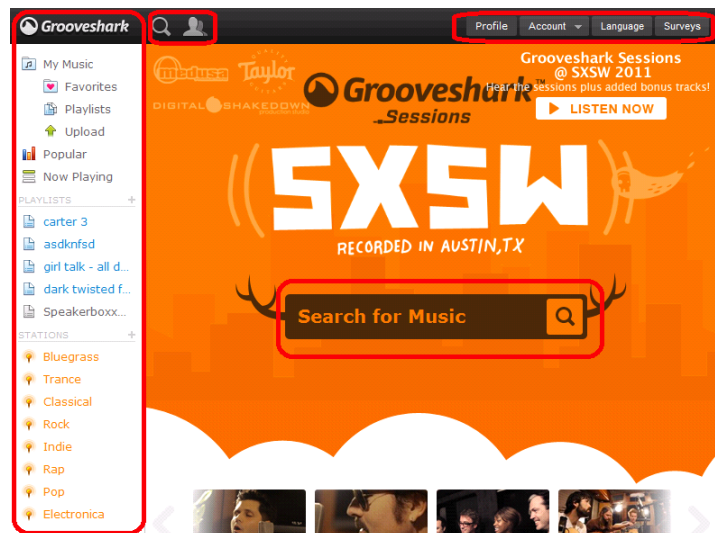 Grooveshark
Profile
Account
Language
Surveys
My Music
Favorites
Playlists
Upload
Popular
Now Playing
PLAYLISTS +
carter 3
asdknfsd
girl talk - all d...
dark twisted f...
Speakerboxx...
STATIONS +
Bluegrass
Trance
Classical
Rock
Indie
Rap
Pop
Electronica
medusa Taylor
DIGITAL SHAKEDOWN
Grooveshark™
Sessions
Grooveshark Sessions
@ SXSW 2011
Hear the sessions plus added bonus tracks!
LISTEN NOW
SXSW
RECORDED IN AUSTIN,TX
Search for Music